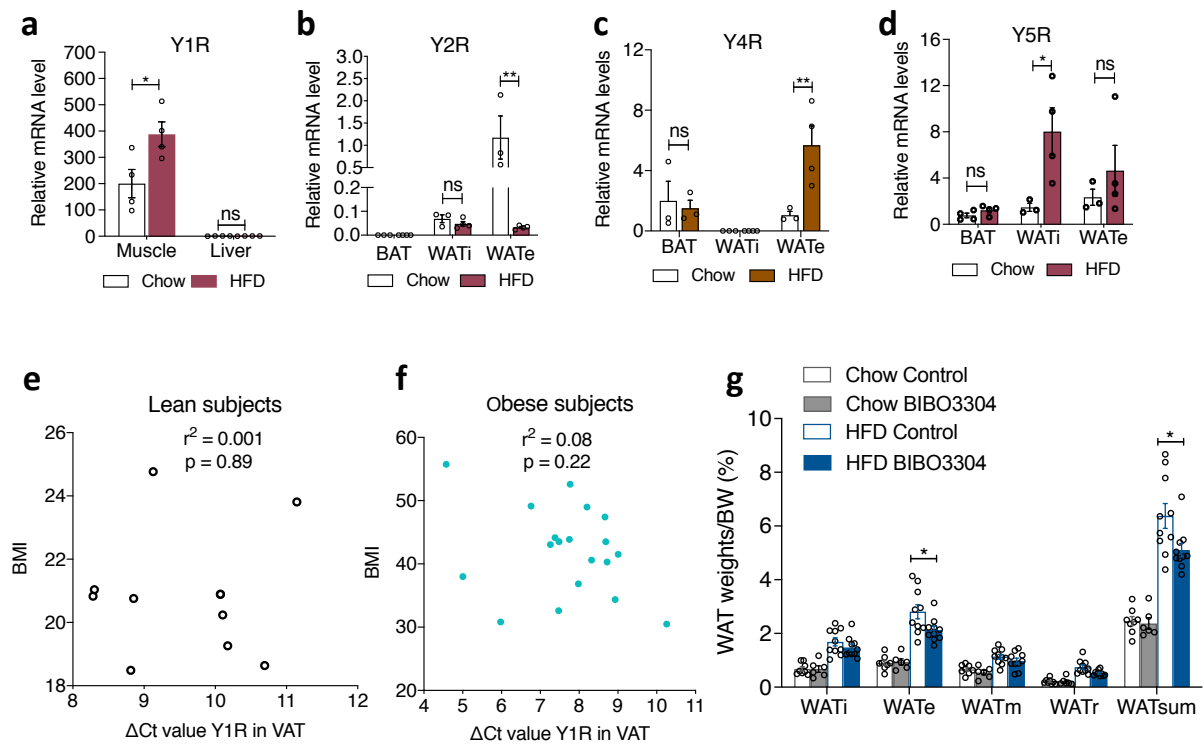 a
Y1R
Relative mRNA level
700
600
500
400
300
200
100
0
*
ns
Muscle Liver
Chow HFD
b
Y2R
Relative mRNA level
3.0
2.5
2.0
1.5
1.0
0.5
0.10
0.05
0.00
ns
**
BAT WATi WATe
Chow HFD
c
Y4R
Relative mRNA levels
12
8
4
0
ns
**
BAT WATi WATe
Chow HFD
d
Y5R
Relative mRNA levels
16
12
8
4
0
ns
*
ns
BAT WATi WATe
Chow HFD
e
Lean subjects
r² = 0.001
p = 0.89
BMI
26
24
22
20
18
8 9 10 11 12
ΔCt value Y1R in VAT
f
Obese subjects
r² = 0.08
p = 0.22
BMI
60
50
40
30
20
4 5 6 7 8 9 10 11
ΔCt value Y1R in VAT
g
Chow Control
Chow BIBO3304
HFD Control
HFD BIBO3304
WAT weights/BW (%)
10
8
6
4
2
0
*
*
WATi WATe WATm WATr WATsum